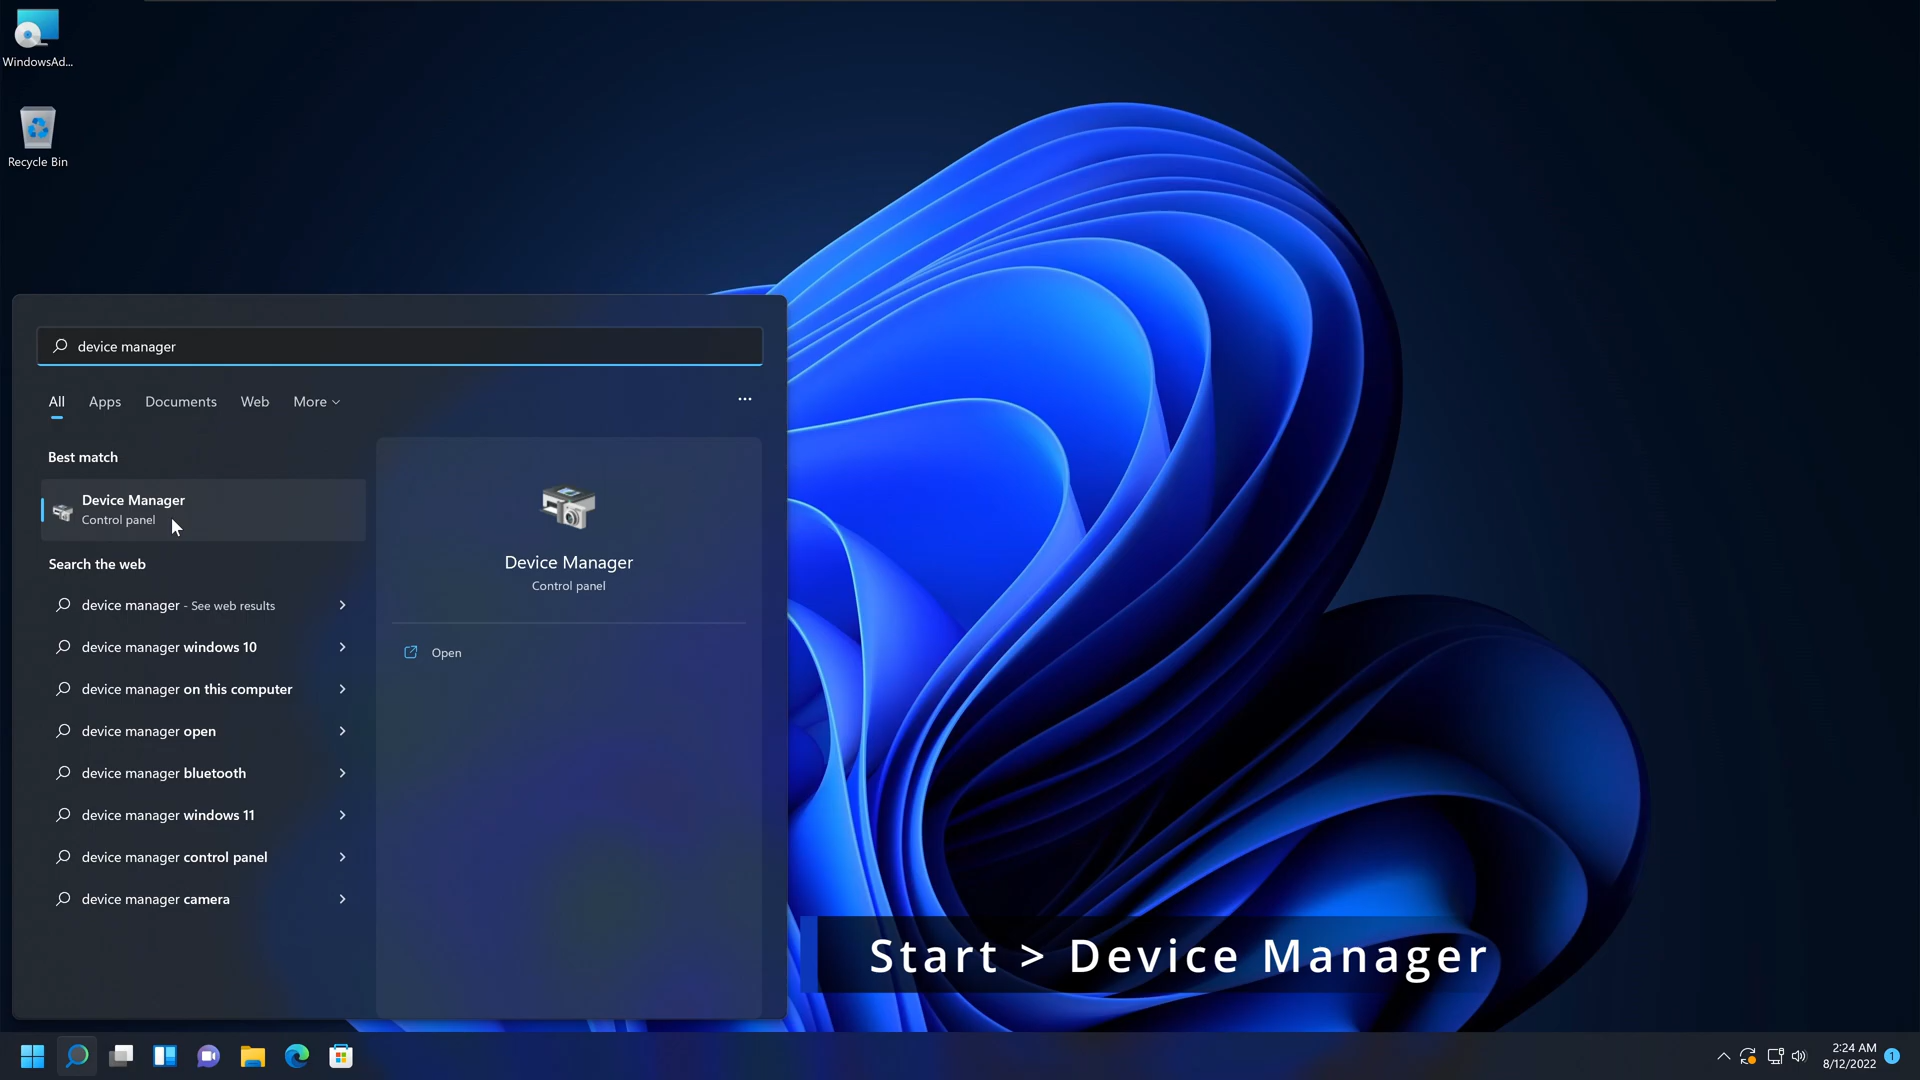 WindowsAd...
Recycle Bin
device manager
All Apps Documents Web More
Best match
Device Manager
Control panel
Search the web
device manager - See web results
device manager windows 10
device manager on this computer
device manager open
device manager bluetooth
device manager windows 11
device manager control panel
device manager camera
Device Manager
Control panel
Open
Start > Device Manager
2:24 AM
8/12/2022
1